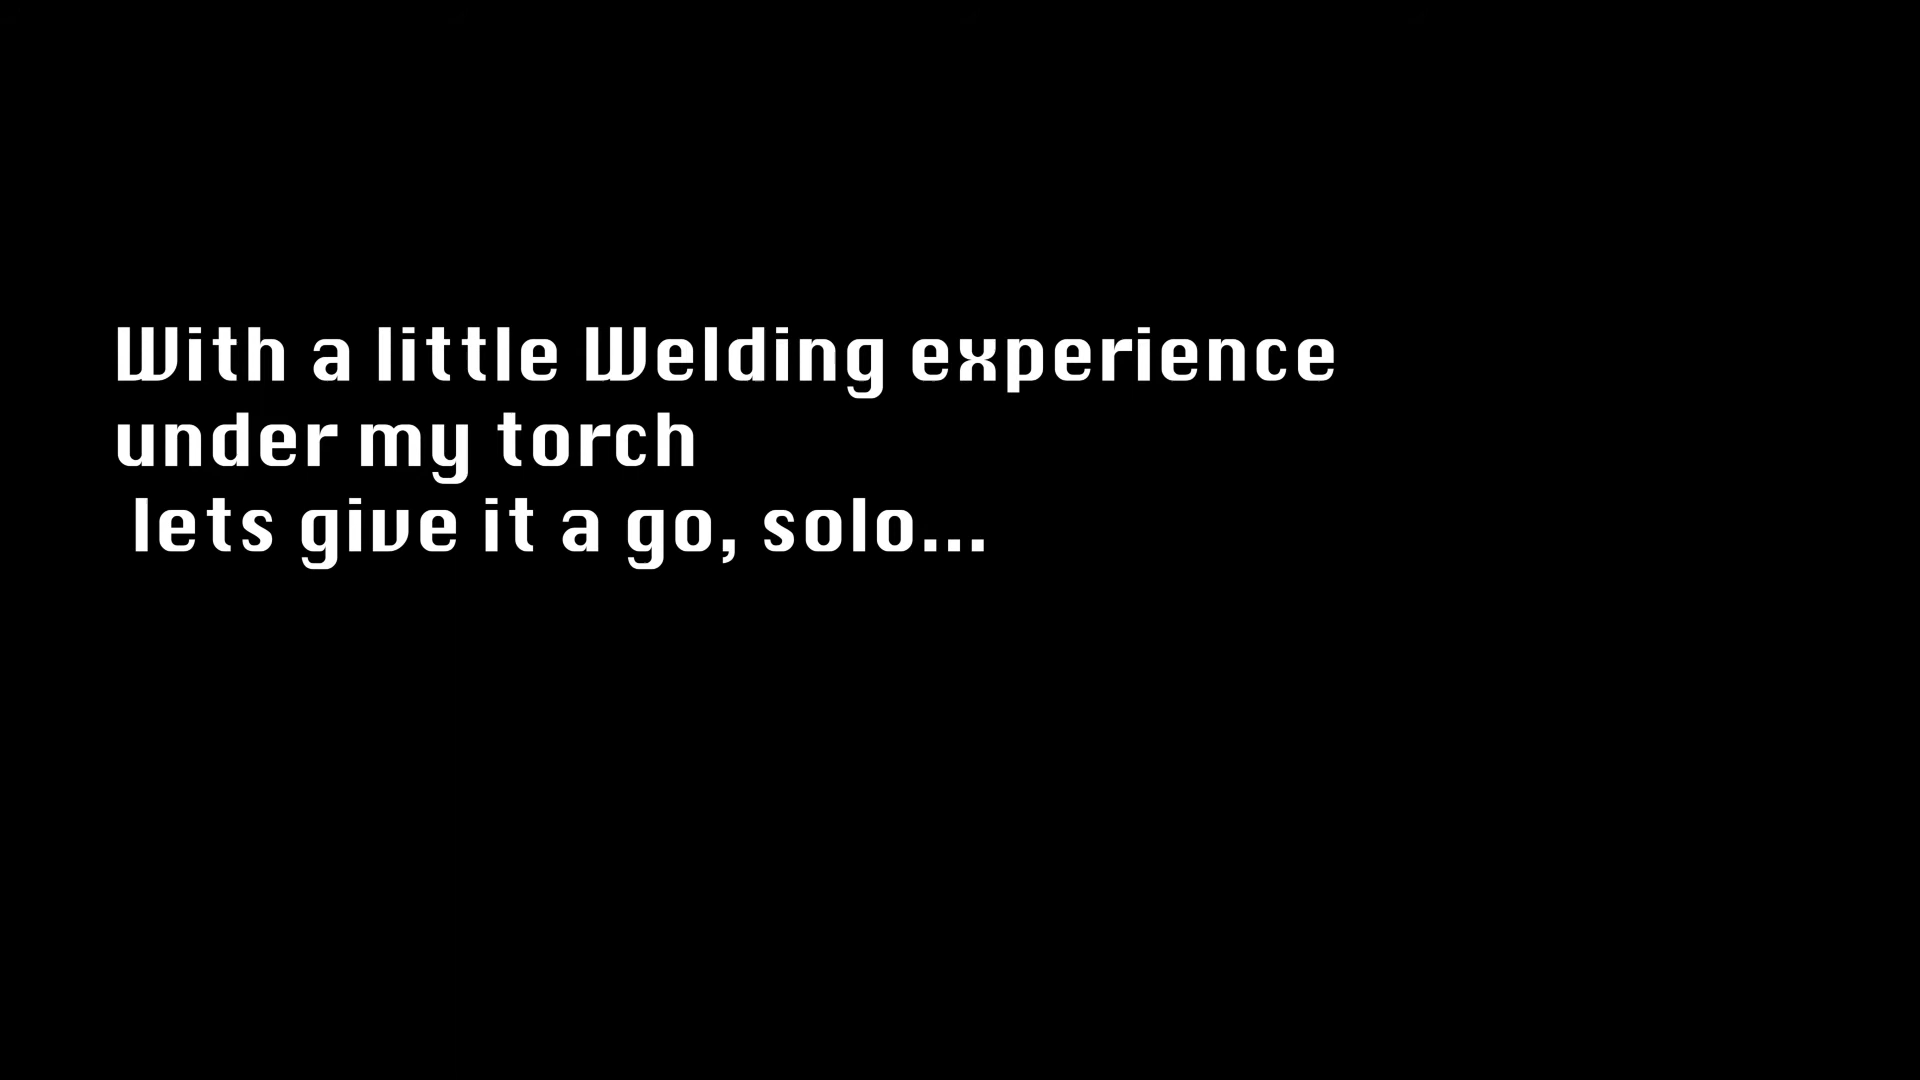 With a little Welding experience
under my torch
lets give it a go, solo...